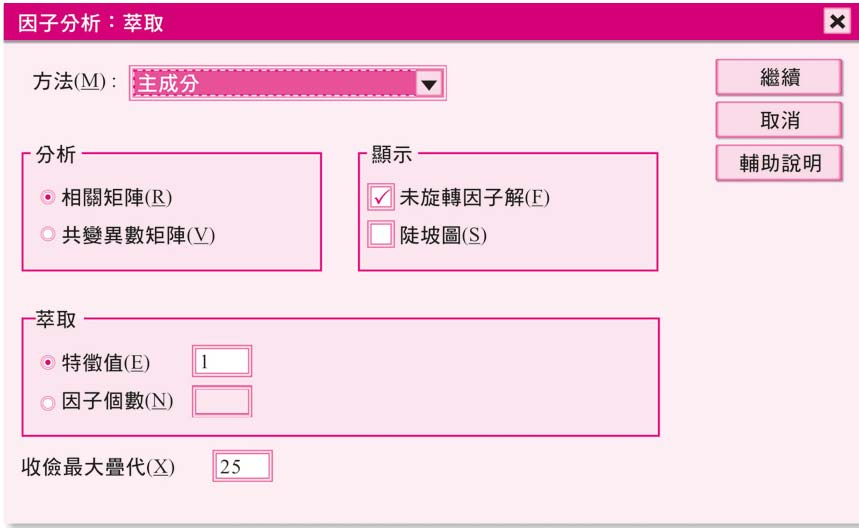 因子分析：萃取
方法(M)：
主成分
繼續
取消
輔助說明
分析
相關矩陣(R)
共變異數矩陣(V)
顯示
未旋轉因子解(F)
陡坡圖(S)
萃取
特徵值(E) 1
因子個數(N)
收儉最大疊代(X) 25